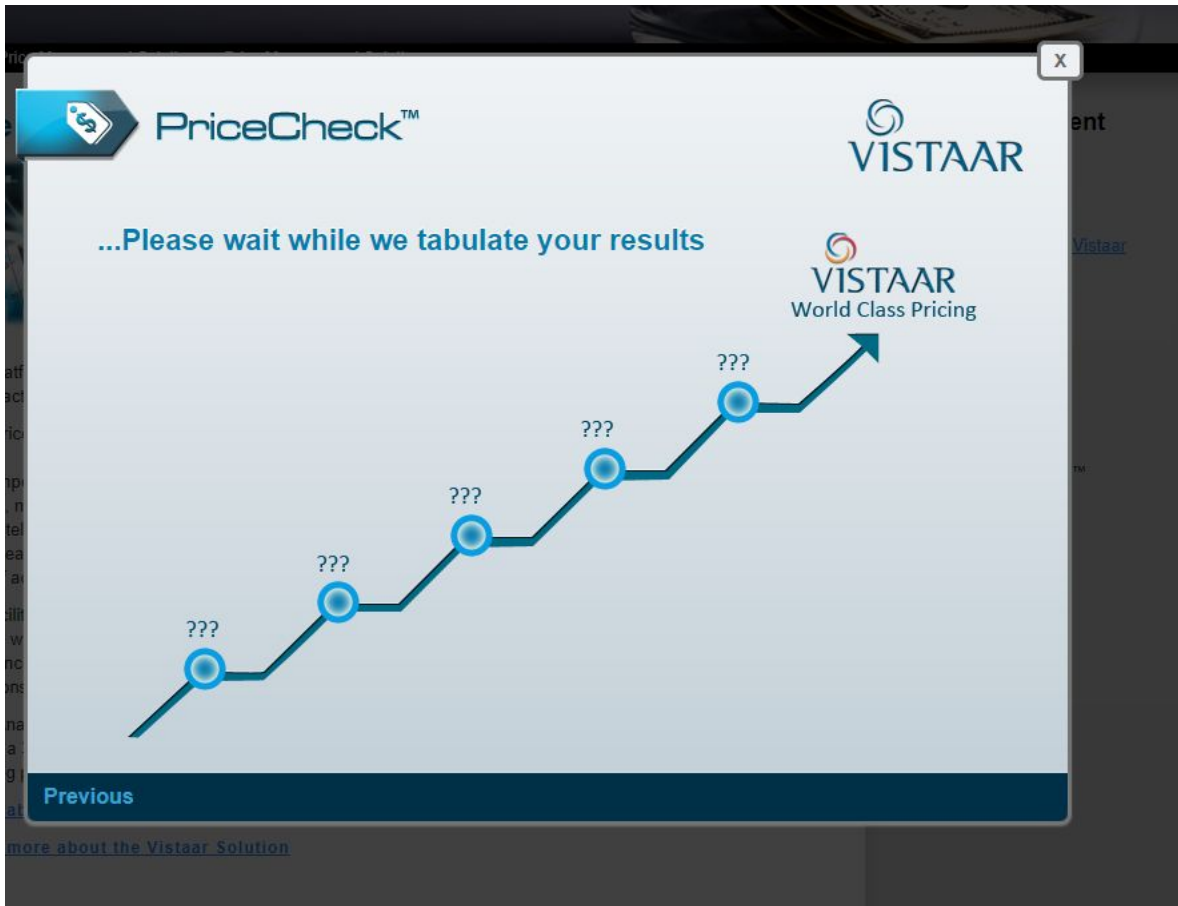 X
PriceCheck™
VISTAAR
ent
...Please wait while we tabulate your results
Vistaar
VISTAAR
World Class Pricing
???
???
???
???
???
Previous
more about the Vistaar Solution